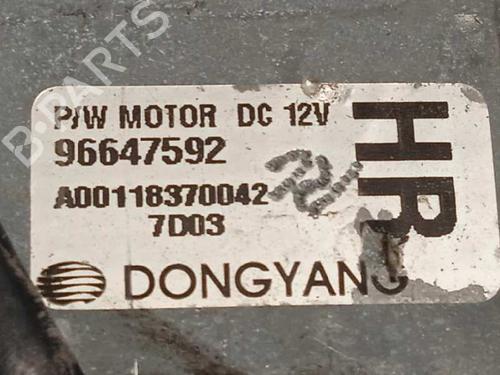 B-PARTS
P/W MOTOR DC 12V
96647592
A00118370042
7D03
HR
DONGYANG